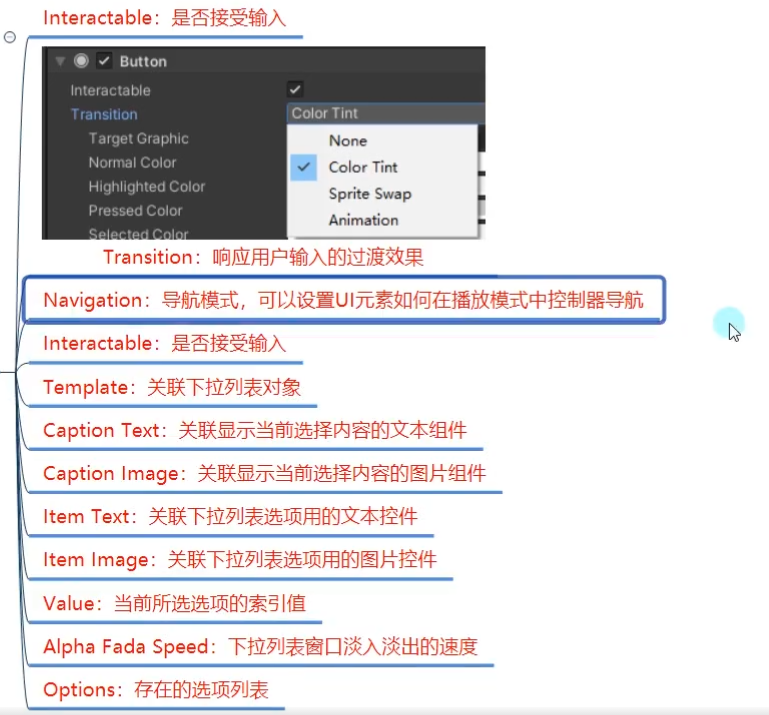 Interactable：是否接受输入
Button
Interactable
Transition Color Tint
Target Graphic None
Normal Color Color Tint
Highlighted Color Sprite Swap
Pressed Color Animation
Selected Color
Transition：响应用户输入的过渡效果
Navigation：导航模式，可以设置UI元素如何在播放模式中控制器导航
Interactable：是否接受输入
Template：关联下拉列表对象
Caption Text：关联显示当前选择内容的文本组件
Caption Image：关联显示当前选择内容的图片组件
Item Text：关联下拉列表选项用的文本控件
Item Image：关联下拉列表选项用的图片控件
Value：当前所选选项的索引值
Alpha Fada Speed：下拉列表窗口淡入淡出的速度
Options：存在的选项列表